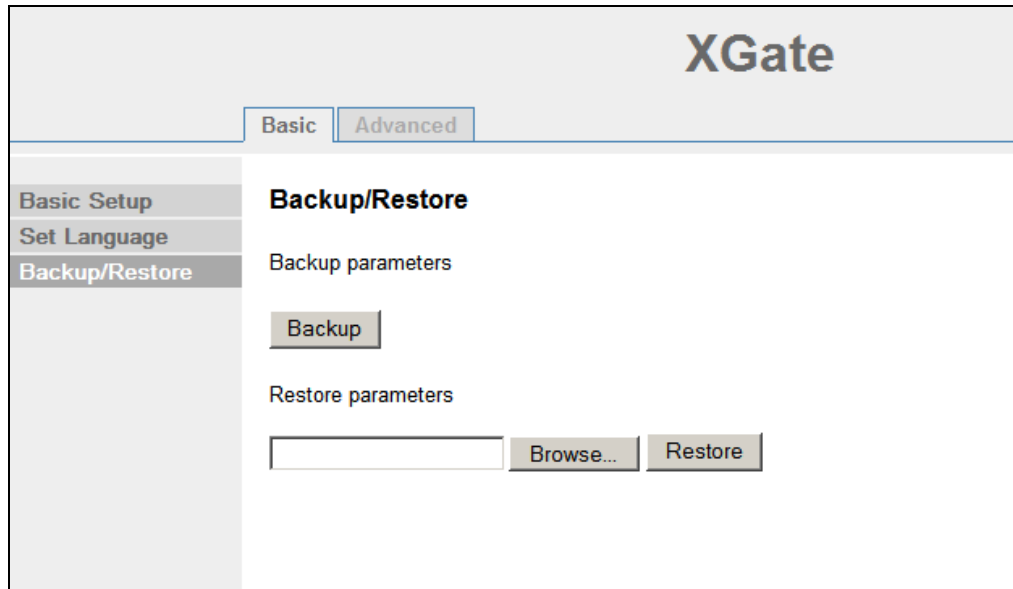 XGate
Basic Advanced
Basic Setup
Set Language
Backup/Restore
Backup/Restore
Backup parameters
Backup
Restore parameters
Browse... Restore